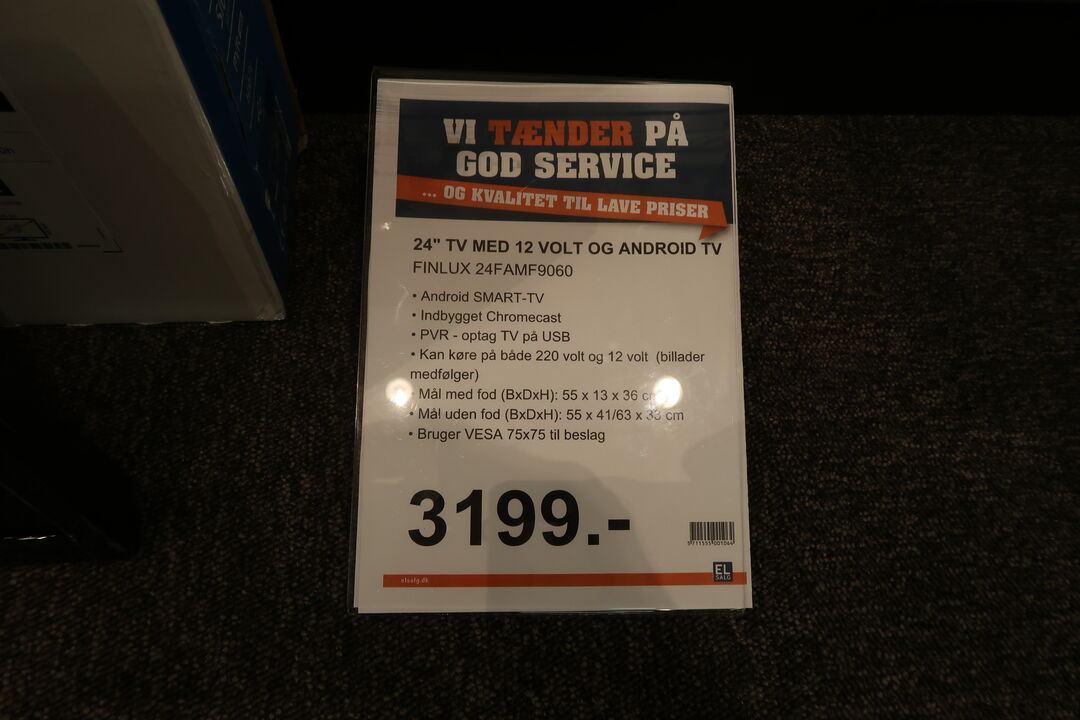 VI TÆNDER PÅ
GOD SERVICE
... OG KVALITET TIL LAVE PRISER
24" TV MED 12 VOLT OG ANDROID TV
FINLUX 24FAMF9060
• Android SMART-TV
• Indbygget Chromecast
• PVR - optag TV på USB
• Kan køre på både 220 volt og 12 volt (billader
medfølger)
Mål med fod (BxDxH): 55 x 13 x 36
• Mål uden fod (BxDxH): 55 x 41/63 x 33 cm
• Bruger VESA 75x75 til beslag
3199.-
5711555001064
elsalg.dk
EL
SALG